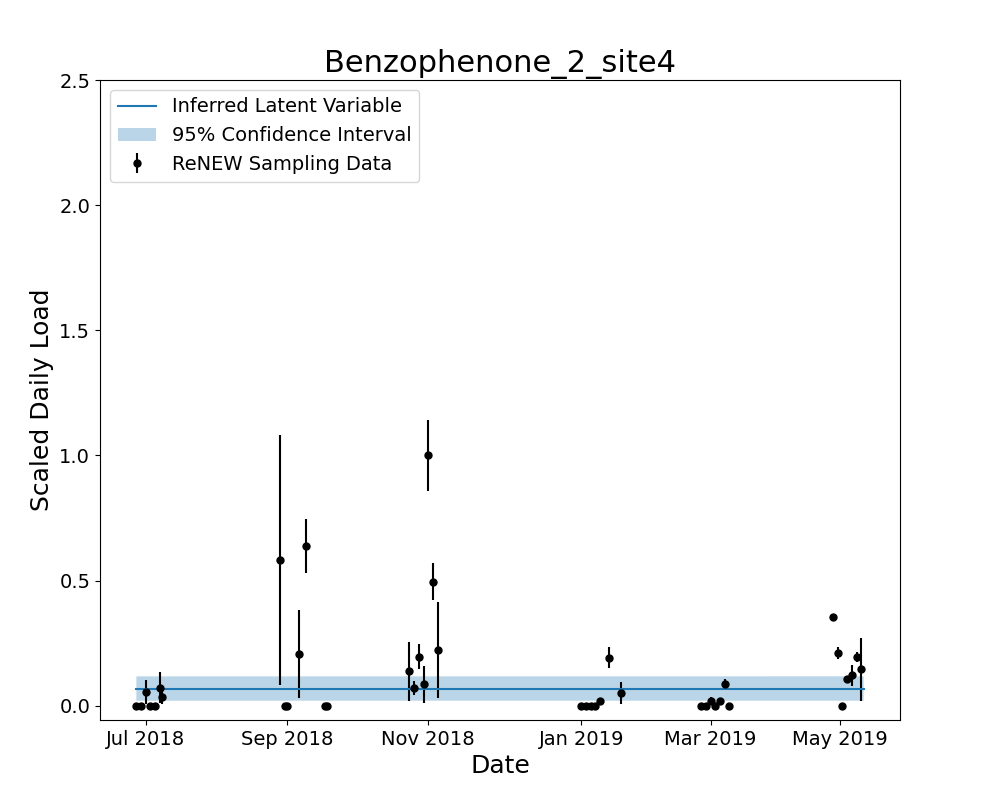 Benzophenone_2_site4
2.5
2.0
1.5
1.0
0.5
0.0
Scaled Daily Load
Inferred Latent Variable
95% Confidence Interval
ReNEW Sampling Data
Jul 2018
Sep 2018
Nov 2018
Jan 2019
Mar 2019
May 2019
Date